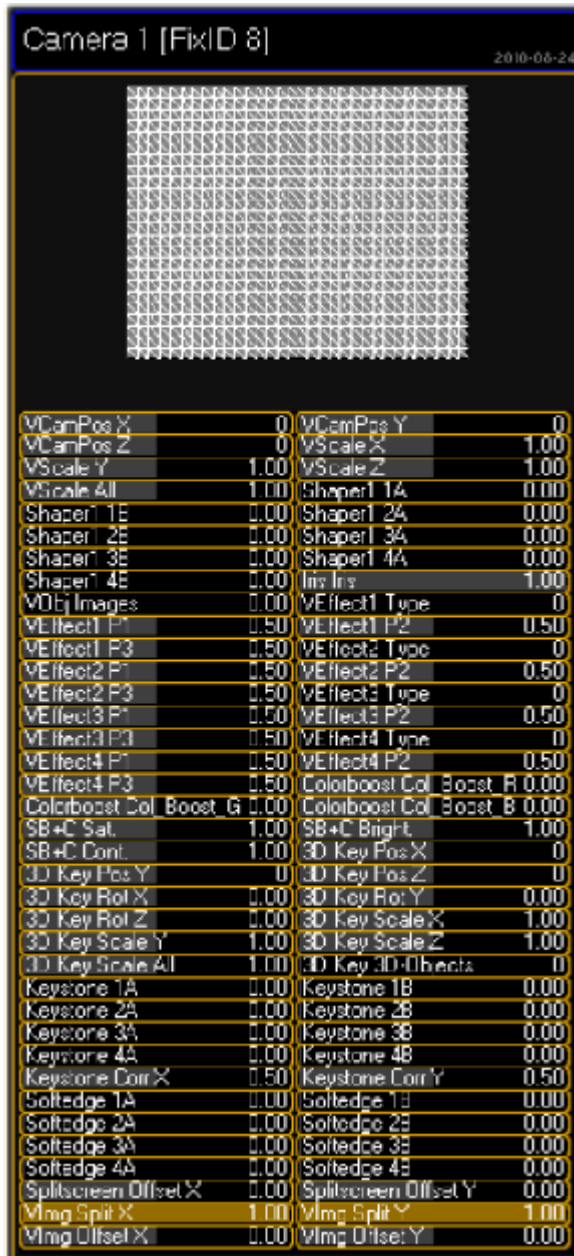 Camera 1 [FixID 8]
2010-08-24
VCamPos X 0 VCamPos Y 0
VCamPos Z 0 VScale X 1.00
VScale Y 1.00 VScale Z 1.00
VScale All 1.00 Shaper1 1A 0.00
Shaper1 1B 0.00 Shaper1 2A 0.00
Shaper1 2B 0.00 Shaper1 3A 0.00
Shaper1 3B 0.00 Shaper1 4A 0.00
Shaper1 4B 0.00 Iris Iris 1.00
VObj Images 0.00 VEffect1 Type 0
VEffect1 P1 0.50 VEffect1 P2 0.50
VEffect1 P3 0.50 VEffect2 Type 0
VEffect2 P1 0.50 VEffect2 P2 0.50
VEffect2 P3 0.50 VEffect3 Type 0
VEffect3 P1 0.50 VEffect3 P2 0.50
VEffect3 P3 0.50 VEffect4 Type 0
VEffect4 P1 0.50 VEffect4 P2 0.50
VEffect4 P3 0.50 Colorboost Col_Boost_R 0.00
Colorboost Col_Boost_G 0.00 Colorboost Col_Boost_B 0.00
SB+C Sat. 1.00 SB+C Bright. 1.00
SB+C Cont. 1.00 3D Key Pos X 0
3D Key Pos Y 0 3D Key Pos Z 0
3D Key Rot X 0.00 3D Key Rot Y 0.00
3D Key Rot Z 0.00 3D Key Scale X 1.00
3D Key Scale Y 1.00 3D Key Scale Z 1.00
3D Key Scale All 1.00 3D Key 3D-Objects 0
Keystone 1A 0.00 Keystone 1B 0.00
Keystone 2A 0.00 Keystone 2B 0.00
Keystone 3A 0.00 Keystone 3B 0.00
Keystone 4A 0.00 Keystone 4B 0.00
Keystone Corr X 0.50 Keystone Corr Y 0.50
Softedge 1A 0.00 Softedge 1B 0.00
Softedge 2A 0.00 Softedge 2B 0.00
Softedge 3A 0.00 Softedge 3B 0.00
Softedge 4A 0.00 Softedge 4B 0.00
Splitscreen Offset X 0.00 Splitscreen Offset Y 0.00
VImg Split X 1.00 VImg Split Y 1.00
VImg Offset X 0.00 VImg Offset Y 0.00